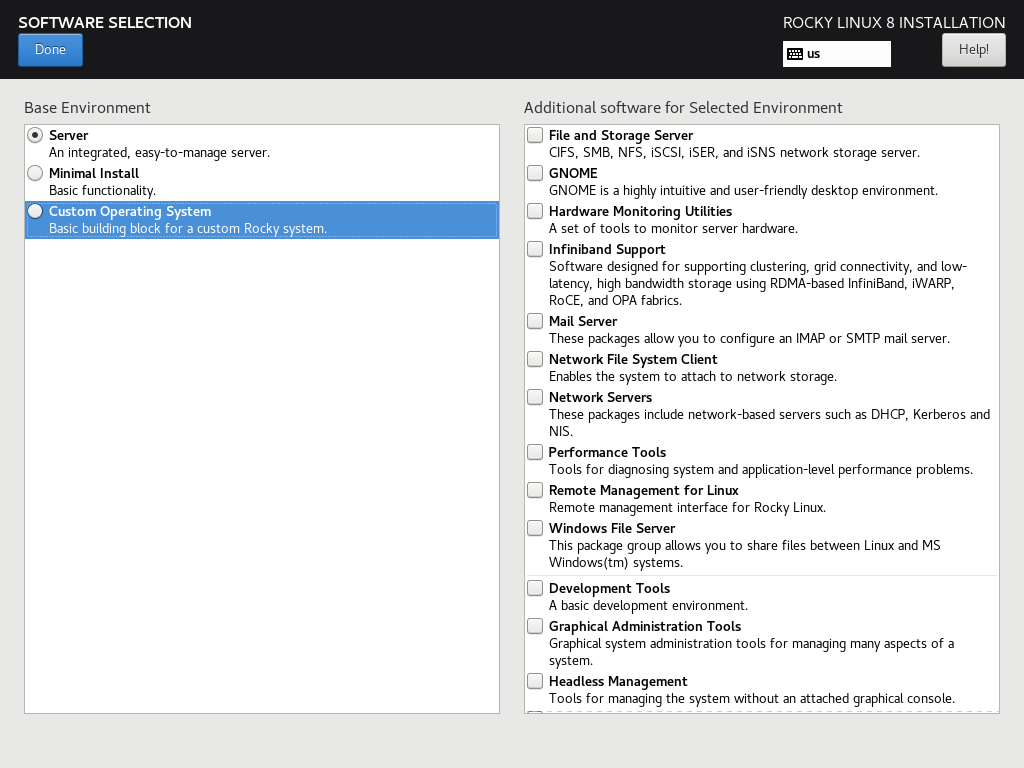 SOFTWARE SELECTION
ROCKY LINUX 8 INSTALLATION
Done
us
Help!
Base Environment
Server
An integrated, easy-to-manage server.
Minimal Install
Basic functionality.
Custom Operating System
Basic building block for a custom Rocky system.
Additional software for Selected Environment
File and Storage Server
CIFS, SMB, NFS, iSCSI, iSER, and iSNS network storage server.
GNOME
GNOME is a highly intuitive and user-friendly desktop environment.
Hardware Monitoring Utilities
A set of tools to monitor server hardware.
Infiniband Support
Software designed for supporting clustering, grid connectivity, and low-
latency, high bandwidth storage using RDMA-based InfiniBand, iWARP,
RoCE, and OPA fabrics.
Mail Server
These packages allow you to configure an IMAP or SMTP mail server.
Network File System Client
Enables the system to attach to network storage.
Network Servers
These packages include network-based servers such as DHCP, Kerberos and
NIS.
Performance Tools
Tools for diagnosing system and application-level performance problems.
Remote Management for Linux
Remote management interface for Rocky Linux.
Windows File Server
This package group allows you to share files between Linux and MS
Windows(tm) systems.
Development Tools
A basic development environment.
Graphical Administration Tools
Graphical system administration tools for managing many aspects of a
system.
Headless Management
Tools for managing the system without an attached graphical console.